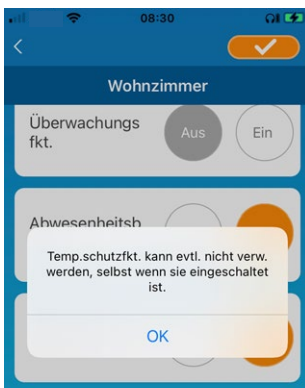 08:30
Wohnzimmer
Überwachungs
fkt.
Aus
Ein
Abwesenheitsb
Temp.schutzfkt. kann evtl. nicht verw.
werden, selbst wenn sie eingeschaltet
ist.
OK